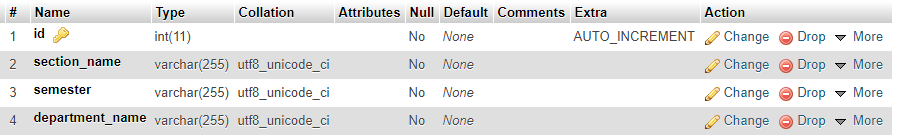 # Name Type Collation Attributes Null Default Comments Extra Action
1 id int(11) No None AUTO_INCREMENT Change Drop More
2 section_name varchar(255) utf8_unicode_ci No None Change Drop More
3 semester varchar(255) utf8_unicode_ci No None Change Drop More
4 department_name varchar(255) utf8_unicode_ci No None Change Drop More